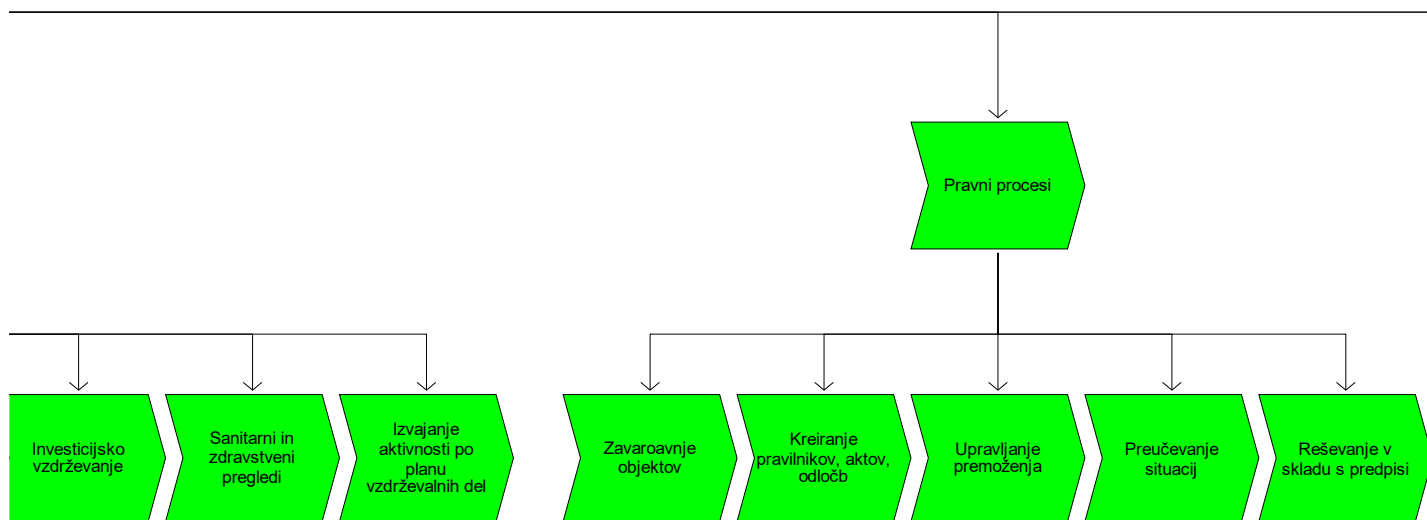 Pravni procesi
Investicijsko
vzdrževanje
Sanitarni in
zdravstveni
pregledi
Izvajanje
aktivnosti po
planu
vzdrževalnih del
Zavaroavnje
objektov
Kreiranje
pravilnikov, aktov,
odločb
Upravljanje
premoženja
Preučevanje
situacij
Reševanje v
skladu s predpisi